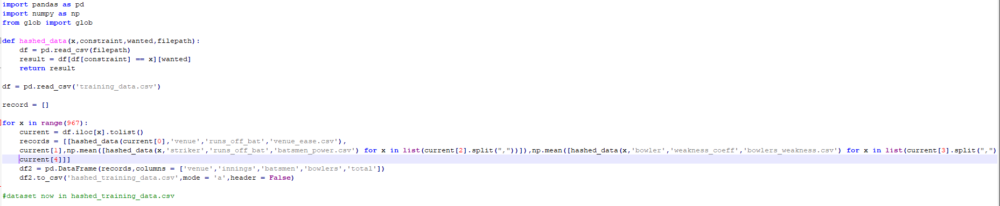 import pandas as pd
import numpy as np
from glob import glob
def hashed_data(x,constraint,wanted,filepath):
    df = pd.read_csv(filepath)
    result = df[df[constraint] == x][wanted]
    return result
df = pd.read_csv('training_data.csv')
record = []
for x in range(967):
    current = df.iloc[x].tolist()
    records = [[hashed_data(current[0],'venue','runs_off_bat','venue_ease.csv'),
    current[1],np.mean([hashed_data(x,'striker','runs_off_bat','batsmen_power.csv') for x in list(current[2].split(","))]),np.mean([hashed_data(x,'bowler','weakness_coeff','bowlers_weakness.csv') for x in list(current[3].split(",")
    current[4]]]
    df2 = pd.DataFrame(records,columns = ['venue','innings','batsmen','bowlers','total'])
    df2.to_csv('hashed_training_data.csv',mode = 'a',header = False)
#dataset now in hashed_training_data.csv